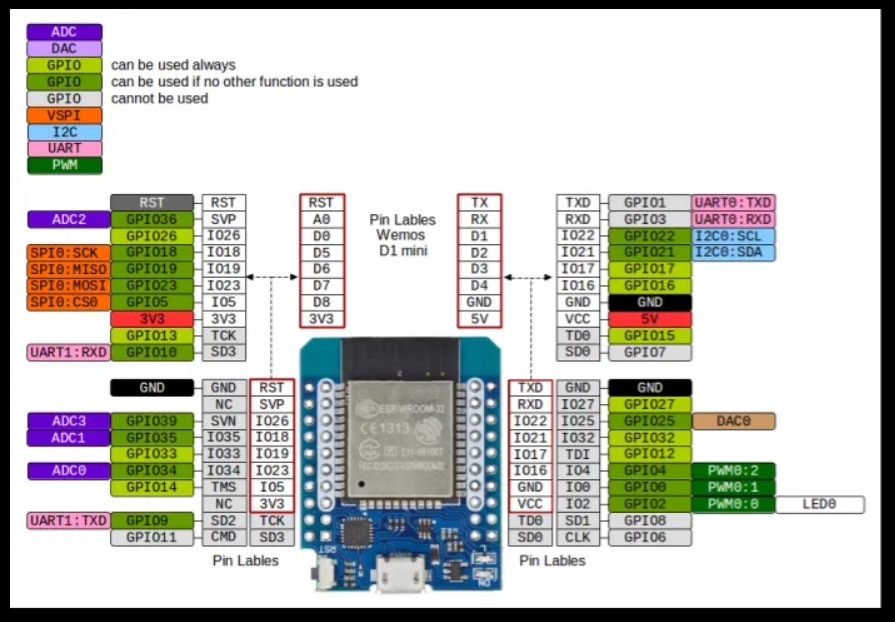 ADC
DAC
GPIO can be used always
GPIO can be used if no other function is used
GPIO cannot be used
VSPI
I2C
UART
PWM
RST RST RST TX TXD GPIO1 UART0:TXD
ADC2 GPIO36 SVP A0 Pin Lables RX RXD GPIO3 UART0:RXD
GPIO26 IO26 D0 Wemos D1 IO22 GPIO22 I2C0:SCL
SPI0:SCK GPIO18 IO18 D5 D1 mini D2 IO21 GPIO21 I2C0:SDA
SPI0:MISO GPIO19 IO19 D6 D3 IO17 GPIO17
SPI0:MOSI GPIO23 IO23 D7 D4 IO16 GPIO16
SPI0:CS0 GPIO5 IO5 D8 GND GND GND
3V3 3V3 3V3 5V VCC 5V
GPIO13 TCK TD0 GPIO15
UART1:RXD GPIO10 SD3 SD0 GPIO7
GND GND RST TXD GND GND
NC SVP RXD IO27 GPIO27
ADC3 GPIO39 SVN IO26 IO22 IO25 GPIO25 DAC0
ADC1 GPIO35 IO35 IO18 IO21 IO32 GPIO32
GPIO33 IO33 IO19 IO17 TDI GPIO12
ADC0 GPIO34 IO34 IO23 IO16 IO4 GPIO4 PWM0:2
GPIO14 TMS IO5 GND IO0 GPIO0 PWM0:1
NC 3V3 VCC IO2 GPIO2 PWM0:0 LED0
UART1:TXD GPIO9 SD2 TCK TD0 SD1 GPIO8
GPIO11 CMD SD3 SD0 CLK GPIO6
Pin Lables Pin Lables
ESP-WROOM-32
CE1313
RST